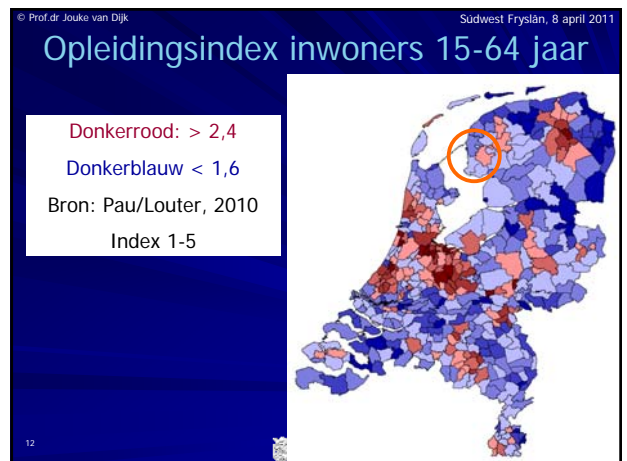 © Prof.dr Jouke van Dijk
Súdwest Fryslân, 8 april 2011
Opleidingsindex inwoners 15-64 jaar
Donkerrood: > 2,4
Donkerblauw < 1,6
Bron: Pau/Louter, 2010
Index 1-5
12